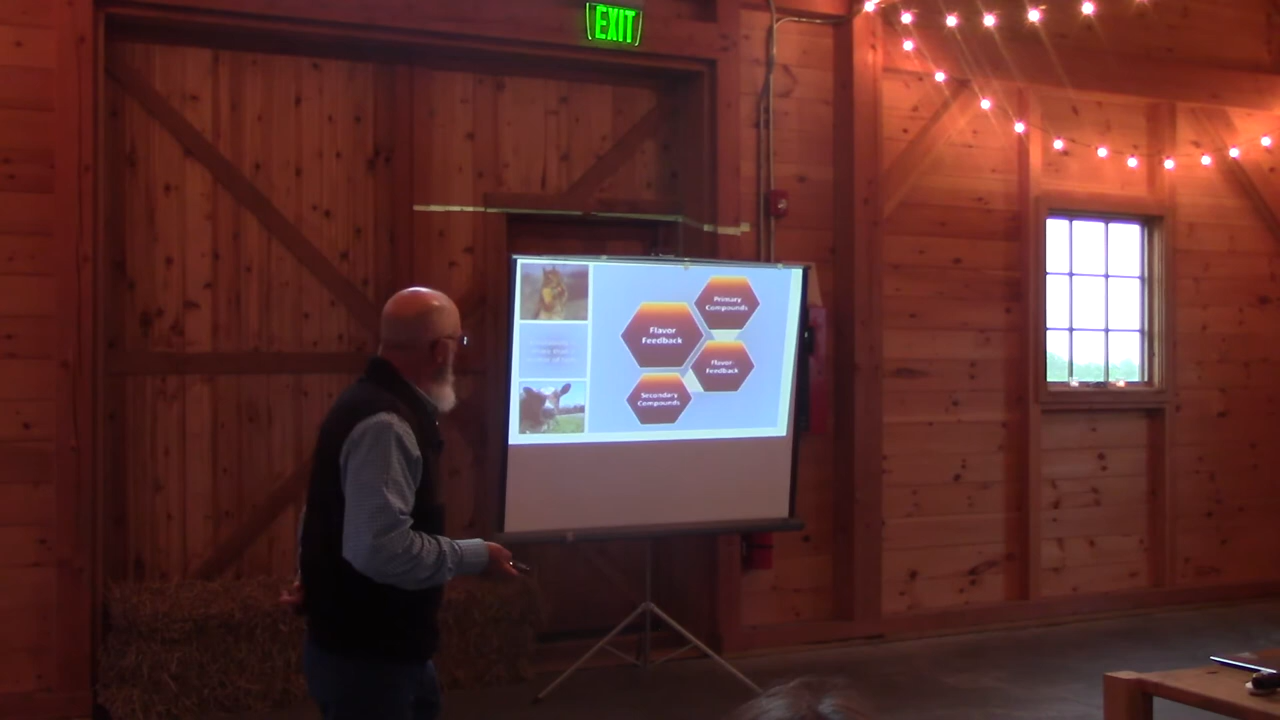 EXIT
Primary
Compounds
Flavor
Feedback
Flavor-
Feedback
Secondary
Compounds